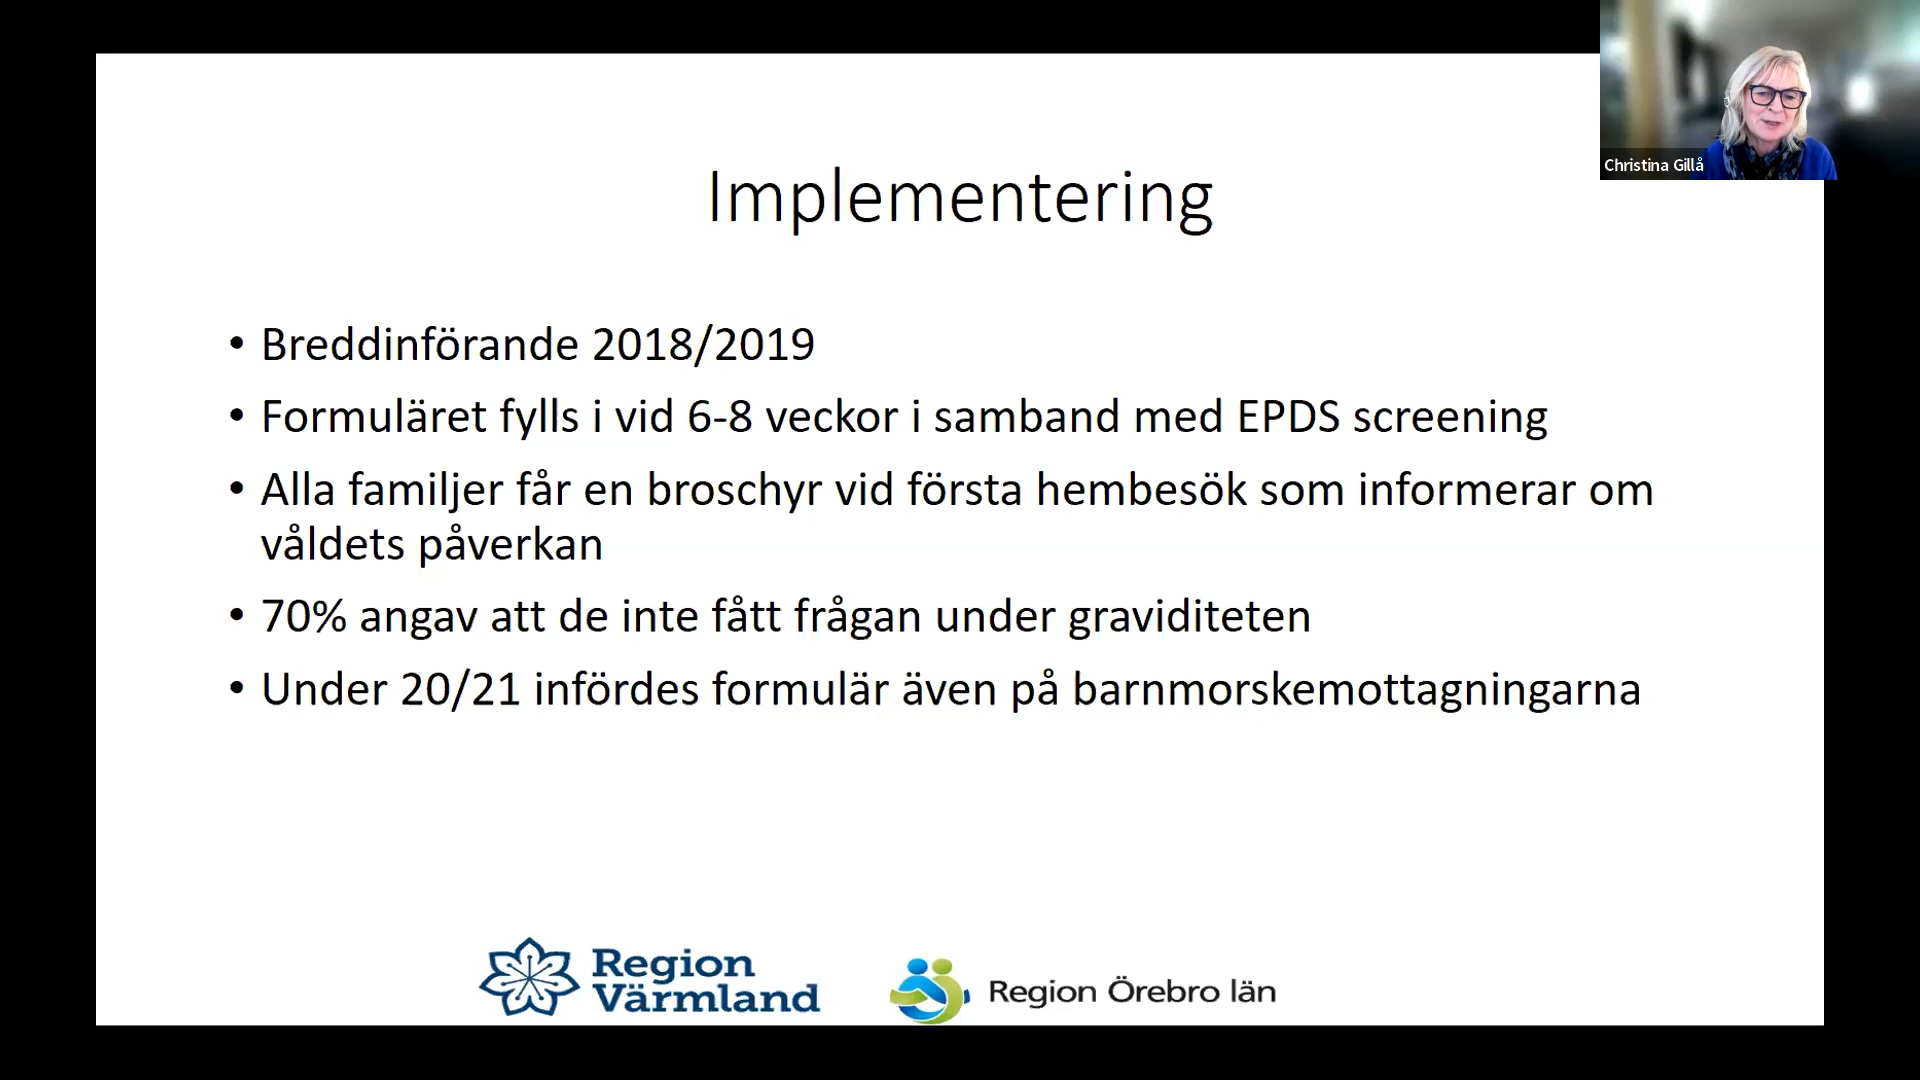 Christina Gillå
Implementering
• Breddinförande 2018/2019
• Formuläret fylls i vid 6-8 veckor i samband med EPDS screening
• Alla familjer får en broschyr vid första hembesök som informerar om
våldets påverkan
• 70% angav att de inte fått frågan under graviditeten
• Under 20/21 infördes formulär även på barnmorskemottagningarna
Region
Värmland
Region Örebro län